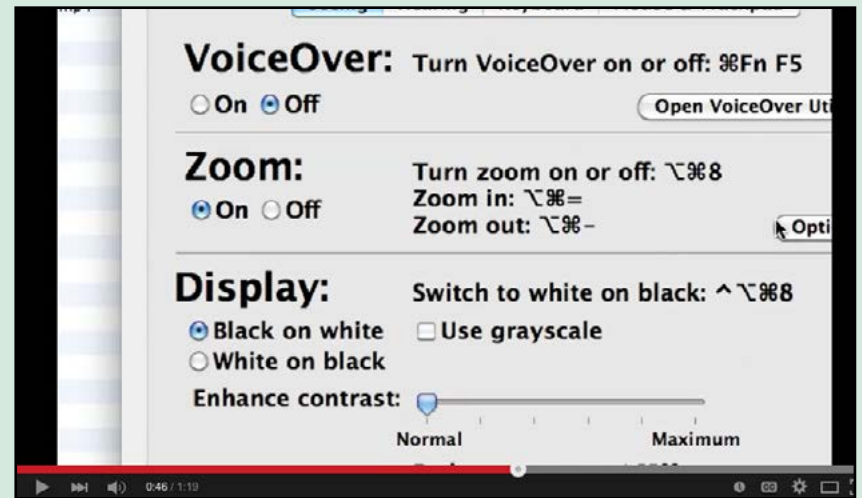 VoiceOver: Turn VoiceOver on or off: ⌘Fn F5
On Off
Open VoiceOver Uti
Zoom: Turn zoom on or off: ⌥⌘8
On Off
Zoom in: ⌥⌘=
Zoom out: ⌥⌘-
Opti
Display: Switch to white on black: ^⌥⌘8
Black on white Use grayscale
White on black
Enhance contrast:
Normal Maximum
0:46 / 1:19
CC